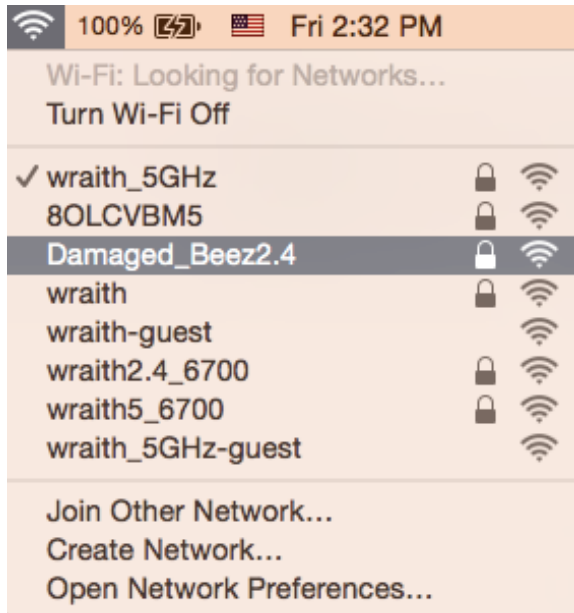 100% Fri 2:32 PM
Wi-Fi: Looking for Networks…
Turn Wi-Fi Off
wraith_5GHz
8OLCVBM5
Damaged_Beez2.4
wraith
wraith-guest
wraith2.4_6700
wraith5_6700
wraith_5GHz-guest
Join Other Network…
Create Network…
Open Network Preferences…